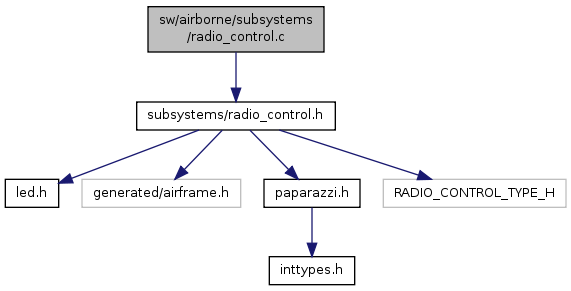 sw/airborne/subsystems
/radio_control.c
subsystems/radio_control.h
led.h
generated/airframe.h
paparazzi.h
RADIO_CONTROL_TYPE_H
inttypes.h